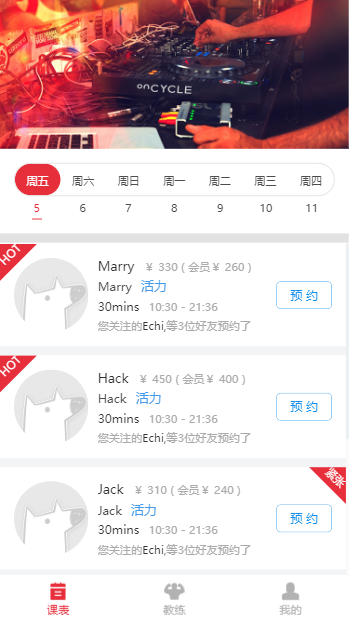 onCYCLE
周五 周六 周日 周一 周二 周三 周四
5 6 7 8 9 10 11
HOT
Marry ¥ 330 ( 会员 ¥ 260 )
Marry 活力
预 约
30mins 10:30 - 21:36
您关注的Echi,等3位好友预约了
HOT
Hack ¥ 450 ( 会员 ¥ 400 )
Hack 活力
预 约
30mins 10:30 - 21:36
您关注的Echi,等3位好友预约了
紧张
Jack ¥ 310 ( 会员 ¥ 240 )
Jack 活力
预 约
30mins 10:30 - 21:36
您关注的Echi,等3位好友预约了
课表 教练 我的